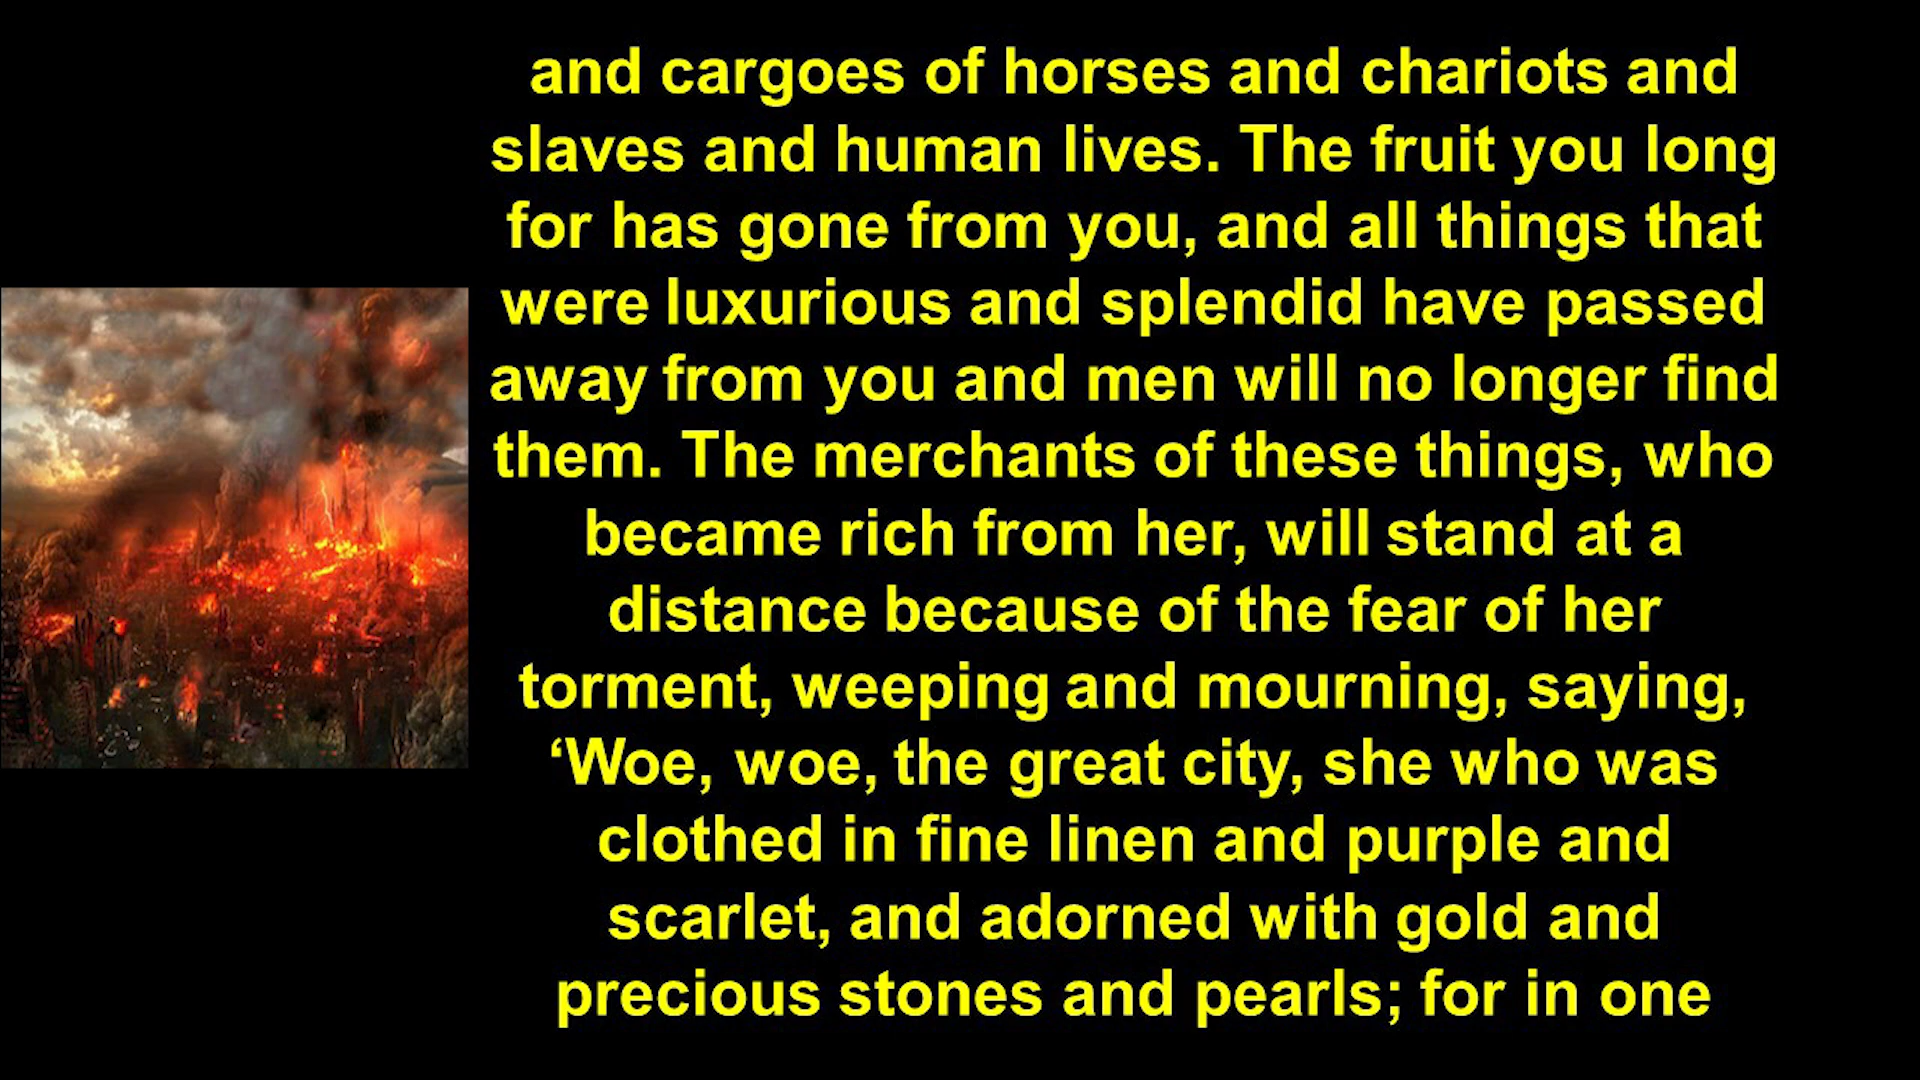 and cargoes of horses and chariots and
slaves and human lives. The fruit you long
for has gone from you, and all things that
were luxurious and splendid have passed
away from you and men will no longer find
them. The merchants of these things, who
became rich from her, will stand at a
distance because of the fear of her
torment, weeping and mourning, saying,
‘Woe, woe, the great city, she who was
clothed in fine linen and purple and
scarlet, and adorned with gold and
precious stones and pearls; for in one